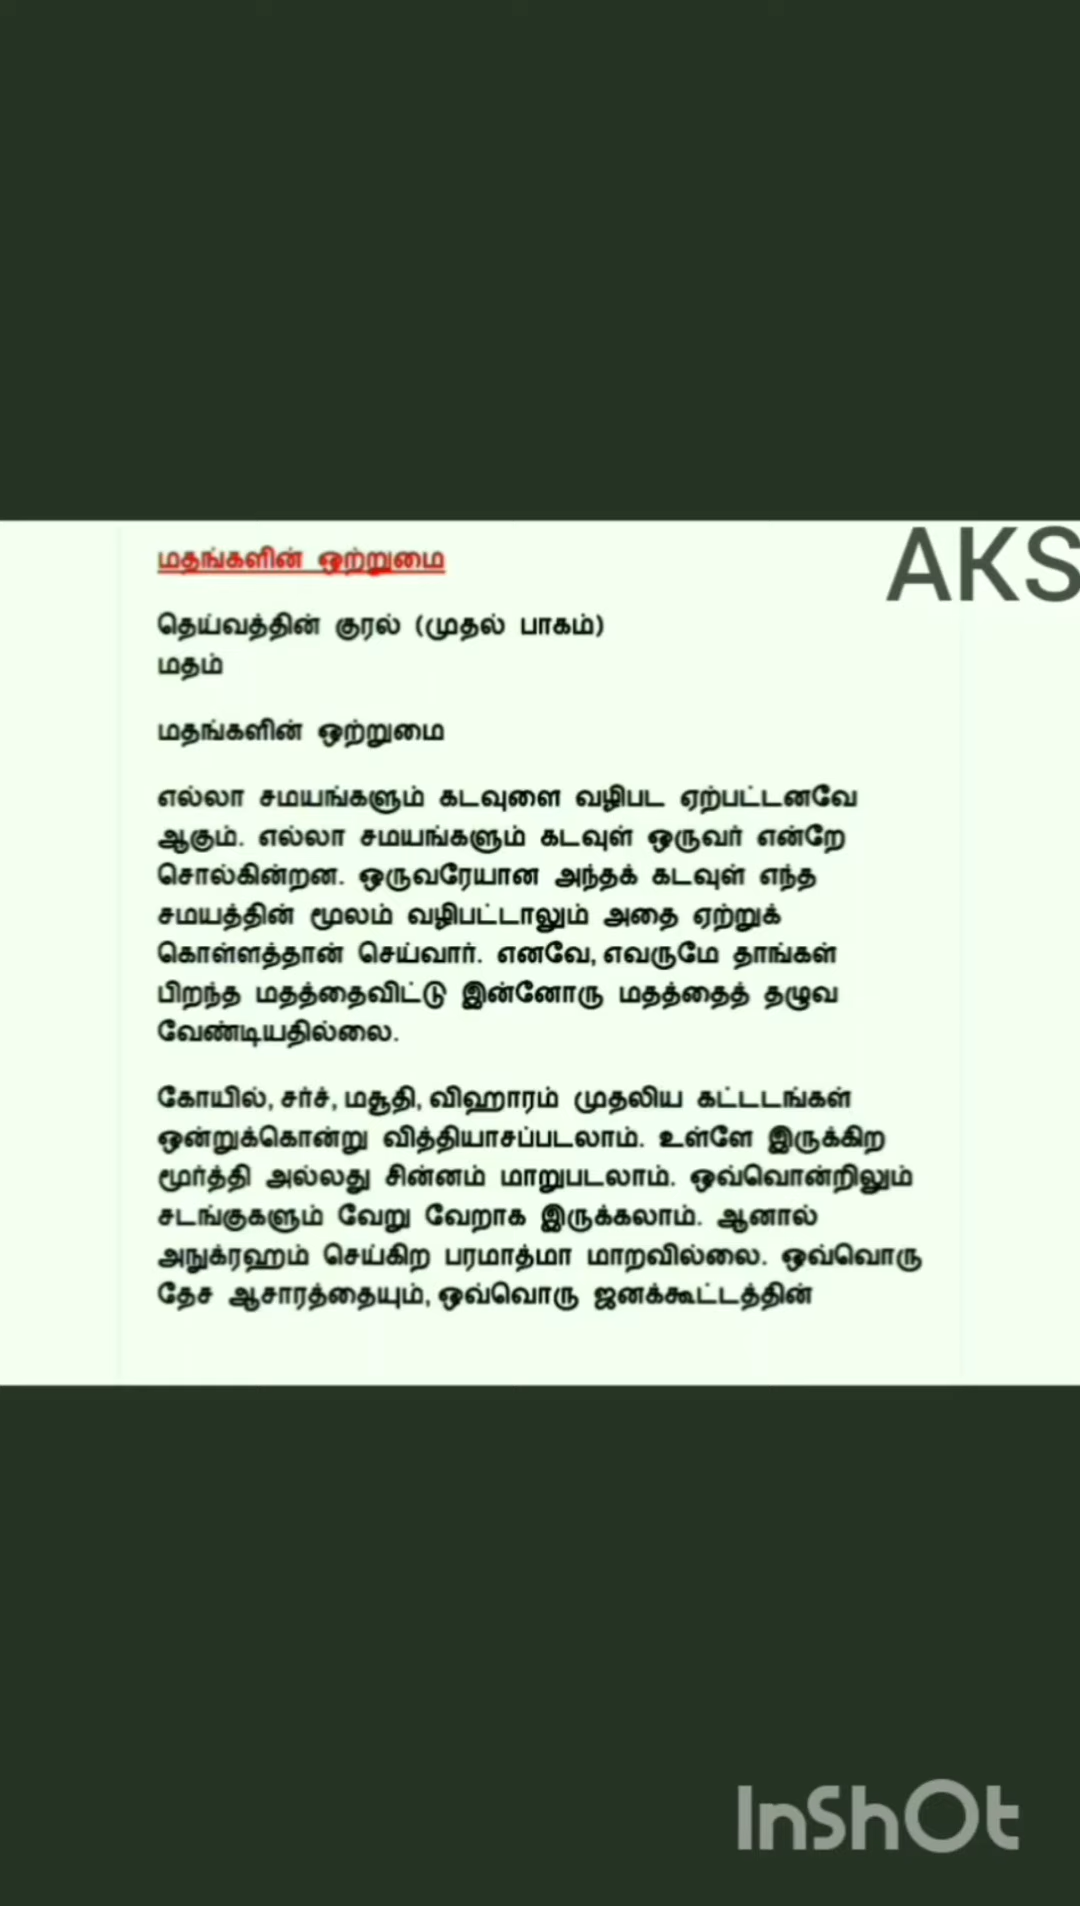 மதங்களின் ஒற்றுமை
AKS
தெய்வத்தின் குரல் (முதல் பாகம்)
மதம்
மதங்களின் ஒற்றுமை
எல்லா சமயங்களும் கடவுளை வழிபட ஏற்பட்டனவே
ஆகும். எல்லா சமயங்களும் கடவுள் ஒருவர் என்றே
சொல்கின்றன. ஒருவரேயான அந்தக் கடவுள் எந்த
சமயத்தின் மூலம் வழிபட்டாலும் அதை ஏற்றுக்
கொள்ளத்தான் செய்வார். எனவே, எவருமே தாங்கள்
பிறந்த மதத்தைவிட்டு இன்னோரு மதத்தைத் தழுவ
வேண்டியதில்லை.
கோயில், சர்ச், மசூதி, விஹாரம் முதலிய கட்டடங்கள்
ஒன்றுக்கொன்று வித்தியாசப்படலாம். உள்ளே இருக்கிற
மூர்த்தி அல்லது சின்னம் மாறுபடலாம். ஒவ்வொன்றிலும்
சடங்குகளும் வேறு வேறாக இருக்கலாம். ஆனால்
அநுக்ரஹம் செய்கிற பரமாத்மா மாறவில்லை. ஒவ்வொரு
தேச ஆசாரத்தையும், ஒவ்வொரு ஜனக்கூட்டத்தின்
InShOt